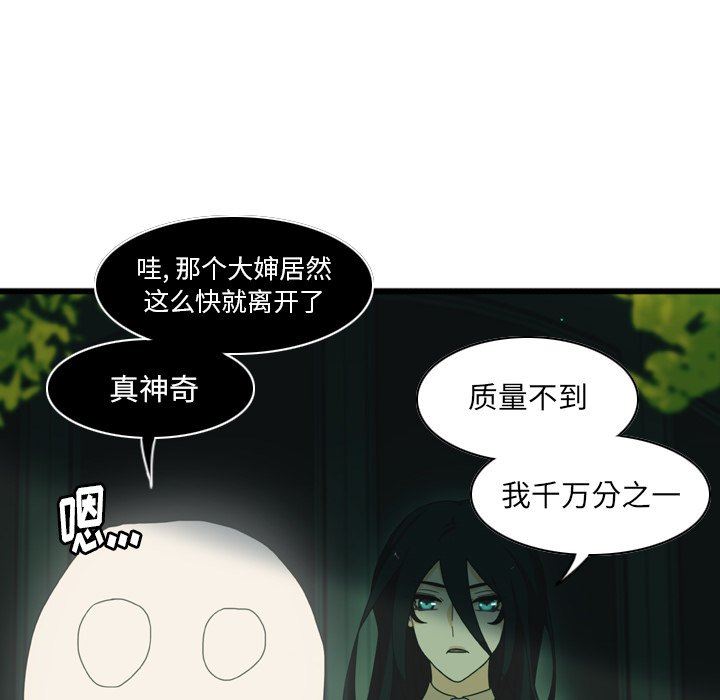 哇,那个大婶居然
这么快就离开了
真神奇
嗯...
质量不到
我千万分之一